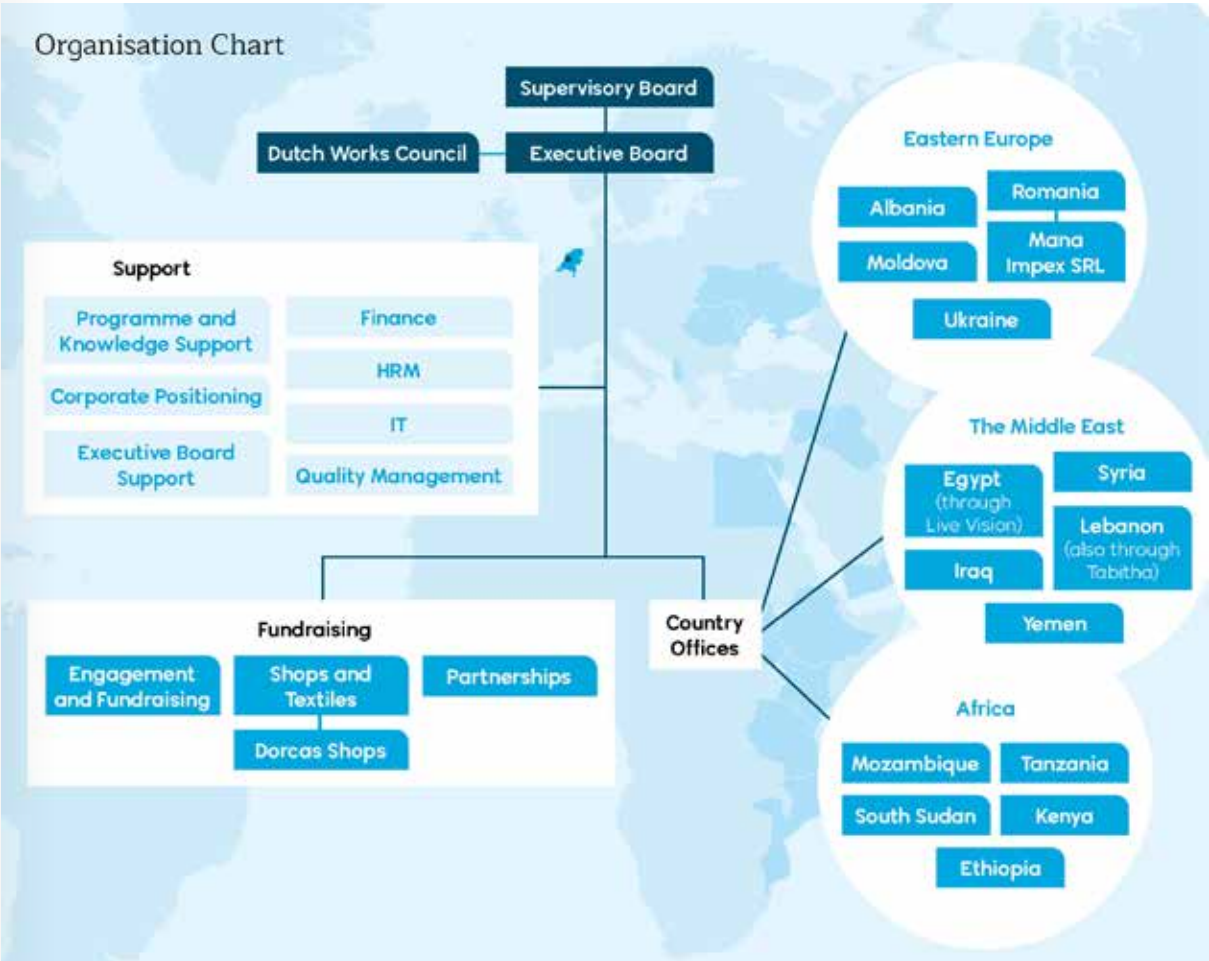 Organisation Chart
Supervisory Board
Dutch Works Council
Executive Board
Support
Programme and
Knowledge Support
Corporate Positioning
Executive Board
Support
Finance
HRM
IT
Quality Management
Fundraising
Engagement
and Fundraising
Shops and
Textiles
Dorcas Shops
Partnerships
Country
Offices
Eastern Europe
Albania
Romania
Moldova
Mana
Impex SRL
Ukraine
The Middle East
Egypt
(through
Live Vision)
Syria
Iraq
Lebanon
(also through
Tabitha)
Yemen
Africa
Mozambique
Tanzania
South Sudan
Kenya
Ethiopia